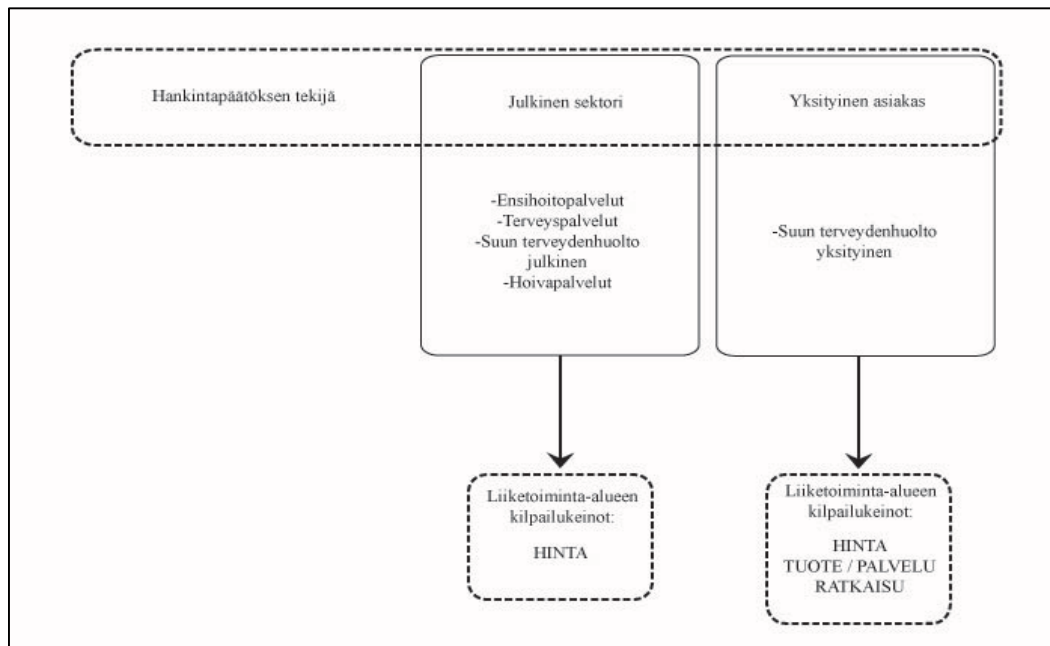 Hankintapäätöksen tekijä
Julkinen sektori
Yksityinen asiakas
-Ensihoitopalvelut
-Terveyspalvelut
-Suun terveydenhuolto
julkinen
-Hoivapalvelut
-Suun terveydenhuolto
yksityinen
Liiketoiminta-alueen
kilpailukeinot:
HINTA
Liiketoiminta-alueen
kilpailukeinot:
HINTA
TUOTE / PALVELU
RATKAISU